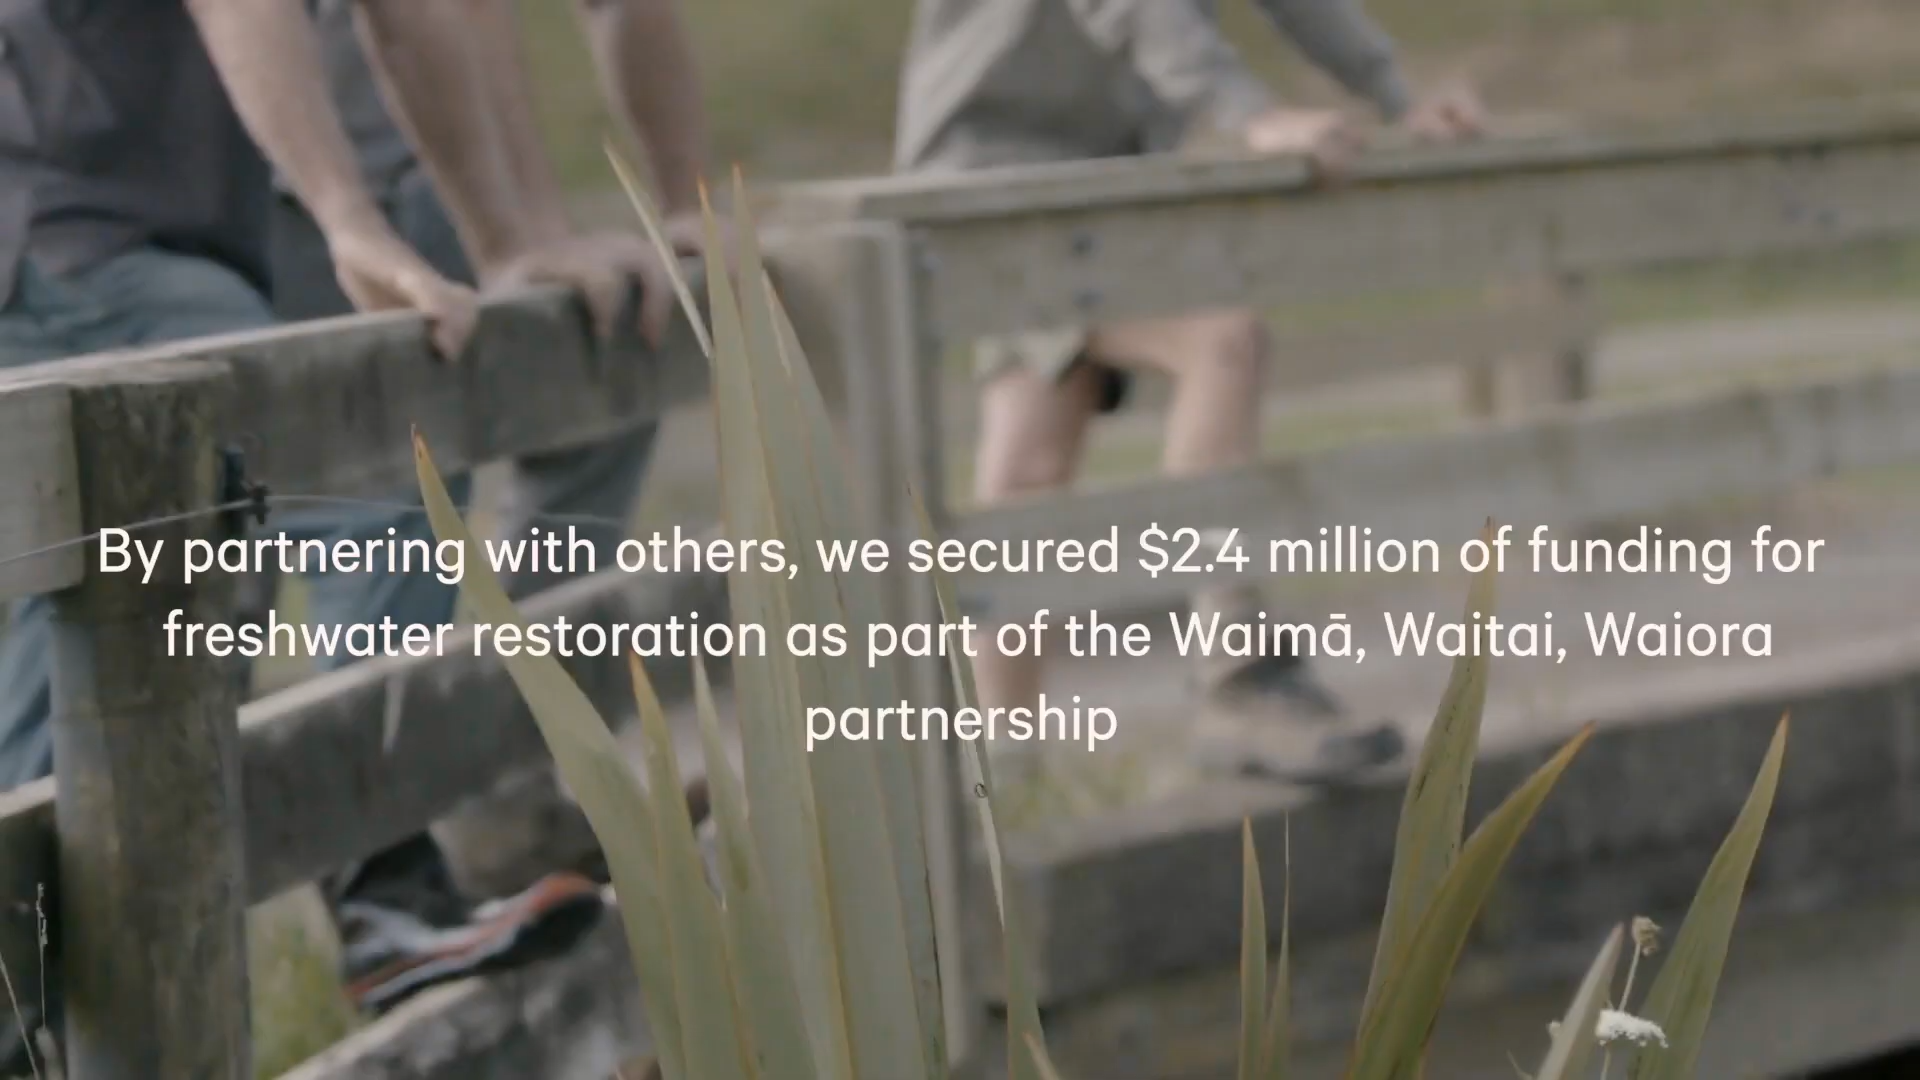 By partnering with others, we secured $2.4 million of funding for
freshwater restoration as part of the Waimā, Waitai, Waiora
partnership